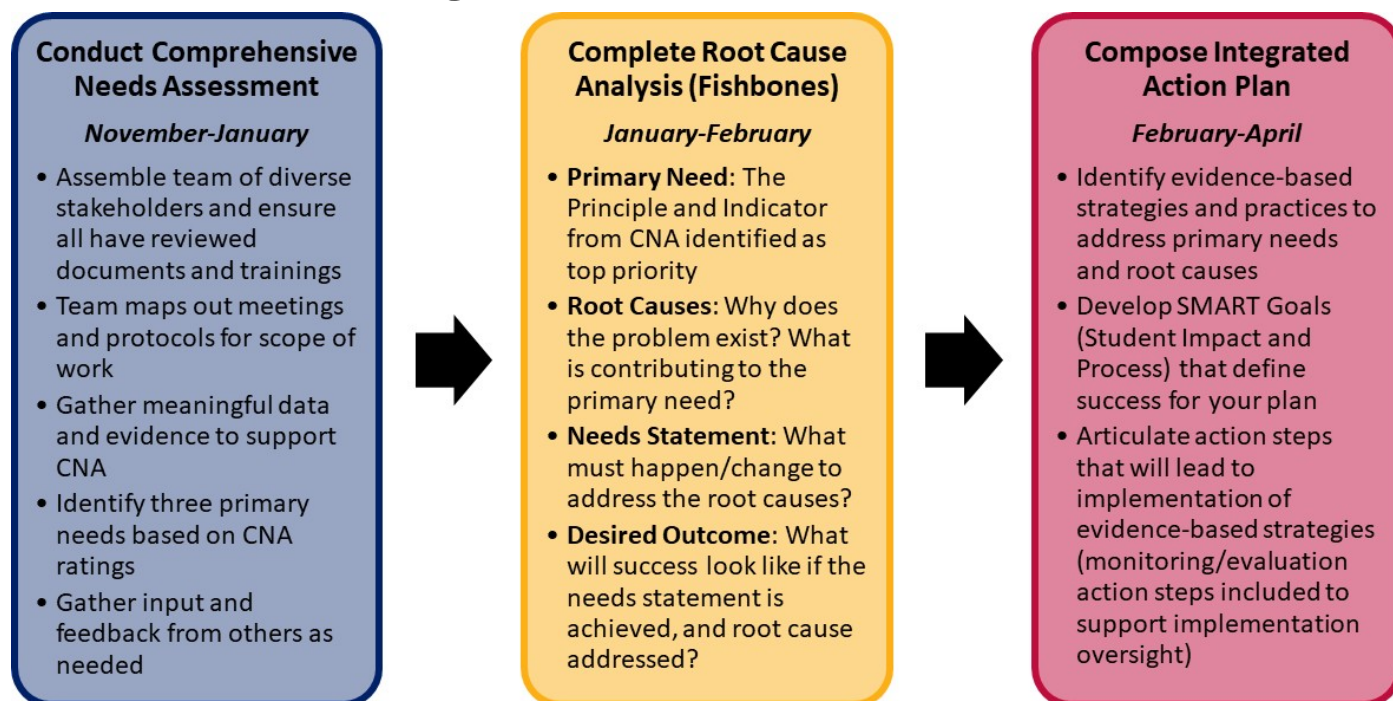 Conduct Comprehensive
Needs Assessment
November-January
• Assemble team of diverse
stakeholders and ensure
all have reviewed
documents and trainings
• Team maps out meetings
and protocols for scope of
work
• Gather meaningful data
and evidence to support
CNA
• Identify three primary
needs based on CNA
ratings
• Gather input and
feedback from others as
needed
Complete Root Cause
Analysis (Fishbones)
January-February
• Primary Need: The
Principle and Indicator
from CNA identified as
top priority
• Root Causes: Why does
the problem exist? What
is contributing to the
primary need?
• Needs Statement: What
must happen/change to
address the root causes?
• Desired Outcome: What
will success look like if the
needs statement is
achieved, and root cause
addressed?
Compose Integrated
Action Plan
February-April
• Identify evidence-based
strategies and practices to
address primary needs
and root causes
• Develop SMART Goals
(Student Impact and
Process) that define
success for your plan
• Articulate action steps
that will lead to
implementation of
evidence-based strategies
(monitoring/evaluation
action steps included to
support implementation
oversight)